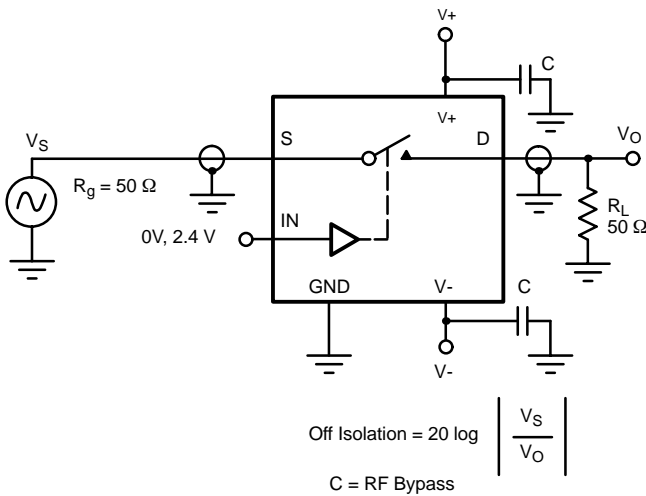 V+
C
V+
VS
S
D
VO
Rg = 50 Ω
RL
50 Ω
0V, 2.4 V
IN
GND
V-
C
V-
Off Isolation = 20 log | VS / VO |
C = RF Bypass